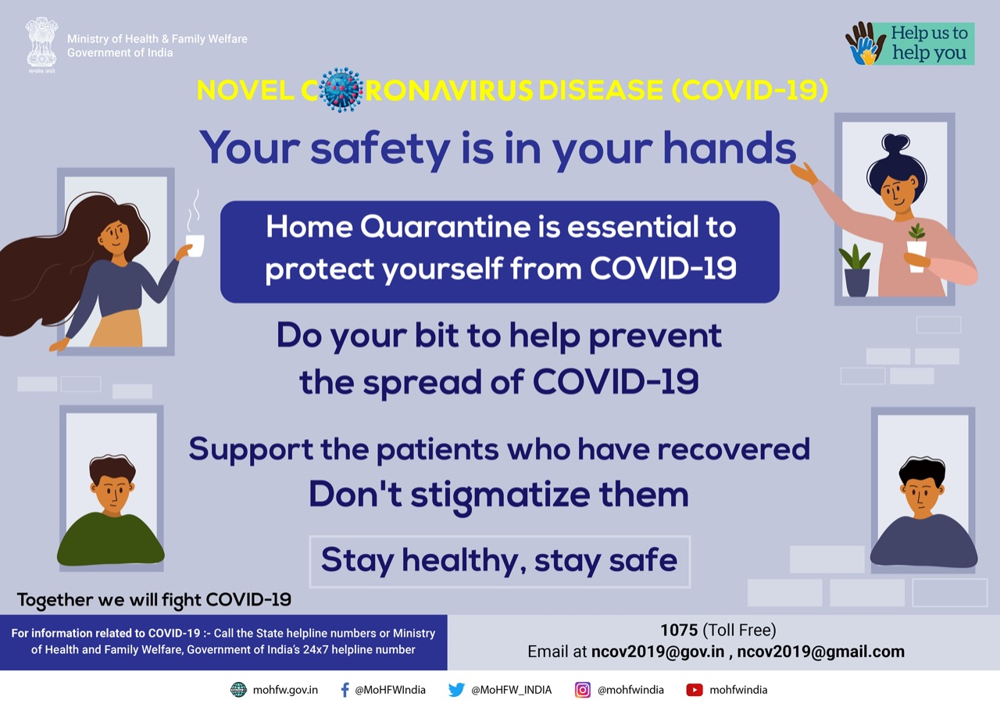 Ministry of Health & Family Welfare
Government of India
सत्यमेव जयते
Help us to
help you
NOVEL CORONAVIRUS DISEASE (COVID-19)
Your safety is in your hands
Home Quarantine is essential to
protect yourself from COVID-19
Do your bit to help prevent
the spread of COVID-19
Support the patients who have recovered
Don't stigmatize them
Stay healthy, stay safe
Together we will fight COVID-19
For information related to COVID-19 :- Call the State helpline numbers or Ministry
of Health and Family Welfare, Government of India’s 24x7 helpline number
1075 (Toll Free)
Email at ncov2019@gov.in , ncov2019@gmail.com
mohfw.gov.in @MoHFWIndia @MoHFW_INDIA @mohfwindia mohfwindia